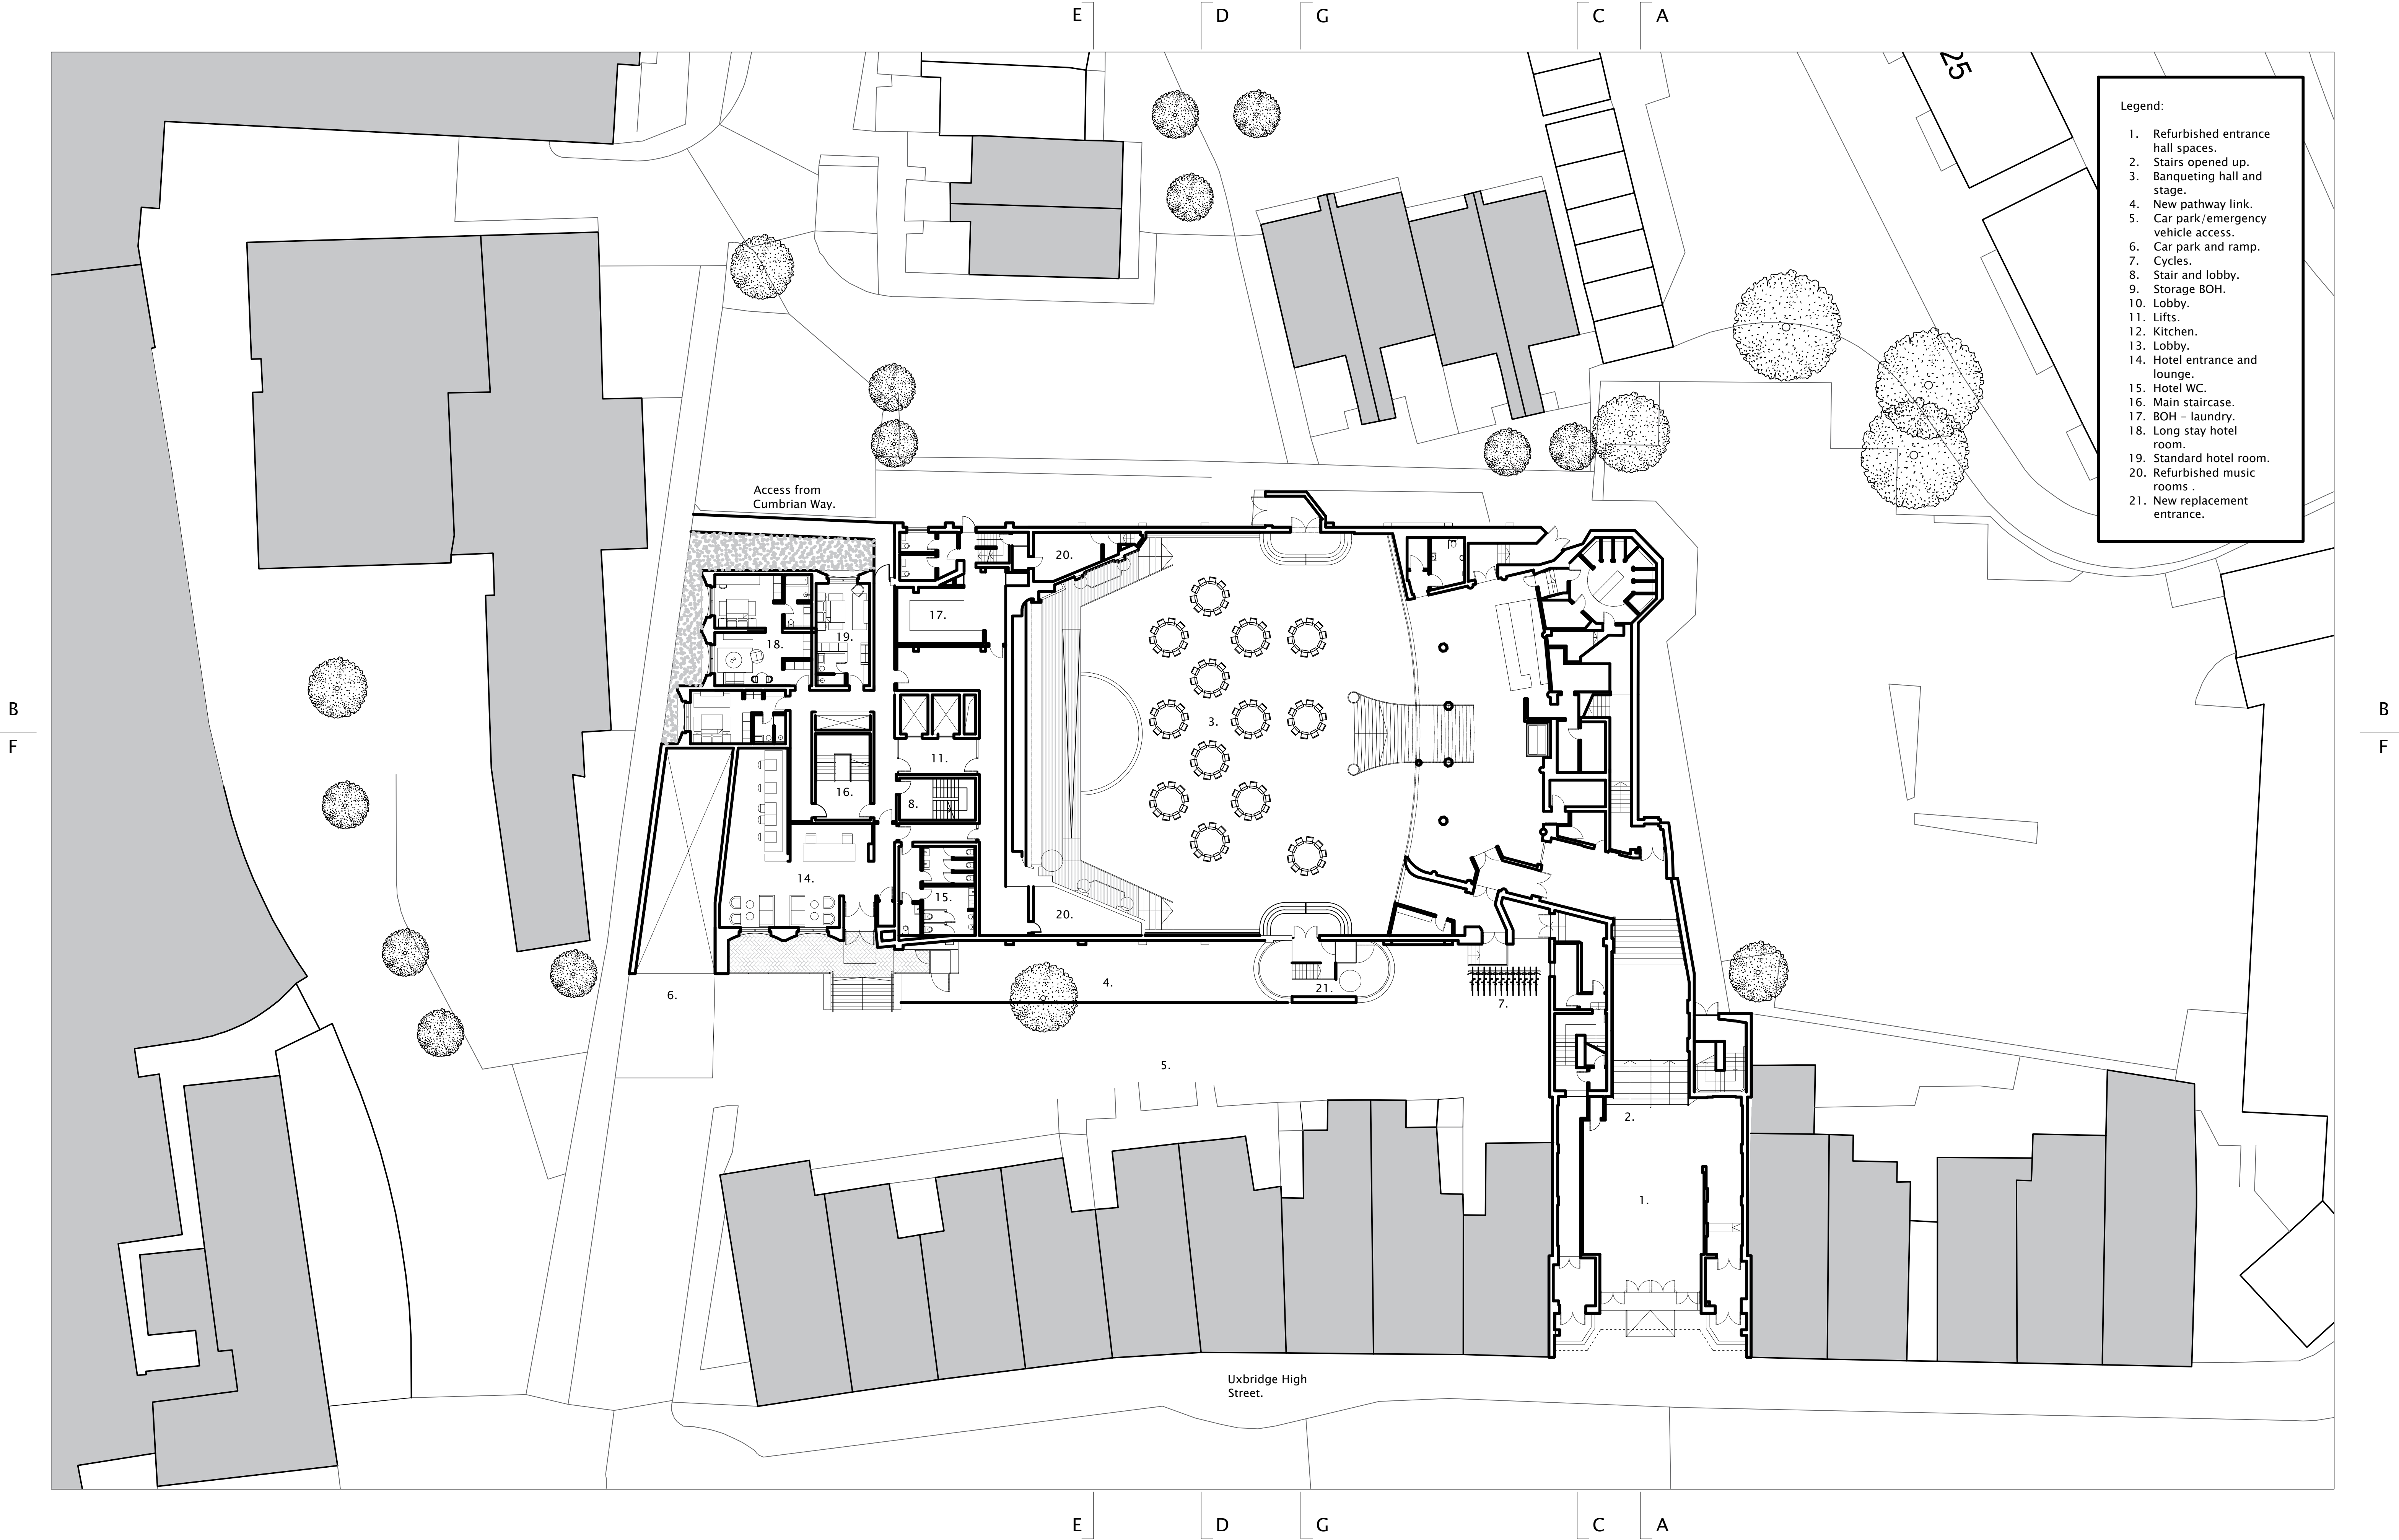 E D G C A
25
Legend:
1. Refurbished entrance
hall spaces.
2. Stairs opened up.
3. Banqueting hall and
stage.
4. New pathway link.
5. Car park/emergency
vehicle access.
6. Car park and ramp.
7. Cycles.
8. Stair and lobby.
9. Storage BOH.
10. Lobby.
11. Lifts.
12. Kitchen.
13. Lobby.
14. Hotel entrance and
lounge.
15. Hotel WC.
16. Main staircase.
17. BOH – laundry.
18. Long stay hotel
room.
19. Standard hotel room.
20. Refurbished music
rooms .
21. New replacement
entrance.
Access from
Cumbrian Way.
20.
17.
19.
18.
B B
3.
F F
11.
16.
8.
14.
15.
20.
4.
21.
6.
7.
5.
2.
1.
Uxbridge High
Street.
E D G C A